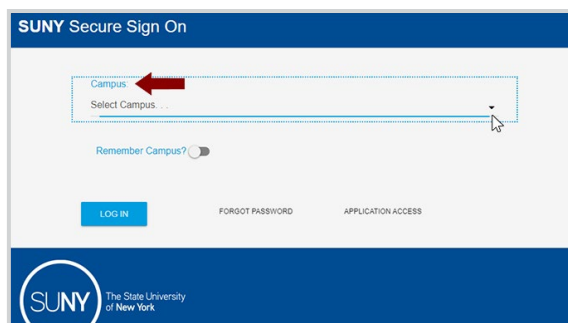 SUNY Secure Sign On
Campus:
Select Campus. . .
Remember Campus?
LOG IN FORGOT PASSWORD APPLICATION ACCESS
SUNY The State University
of New York